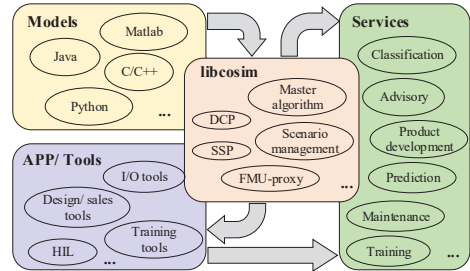 Models
Matlab
Java
C/C++
Python
...
libcosim
Master
algorithm
DCP
Scenario
management
SSP
FMU-proxy
...
APP/ Tools
I/O tools
Design/ sales
tools
Training
tools
HIL
...
Services
Classification
Advisory
Product
development
Prediction
Maintenance
Training
...